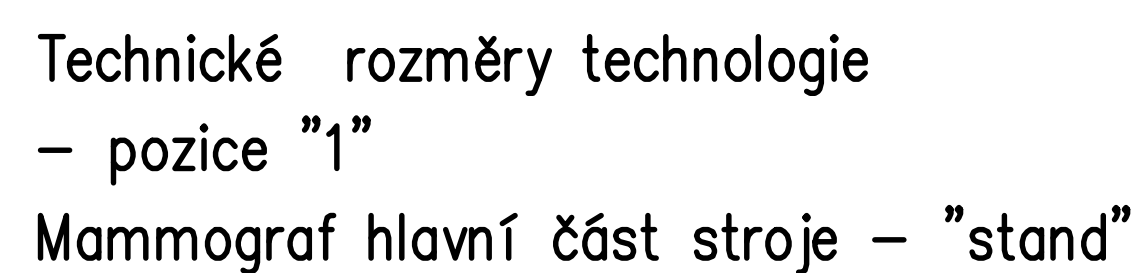 Technické rozměry technologie
– pozice "1"
Mammograf hlavní část stroje – "stand"